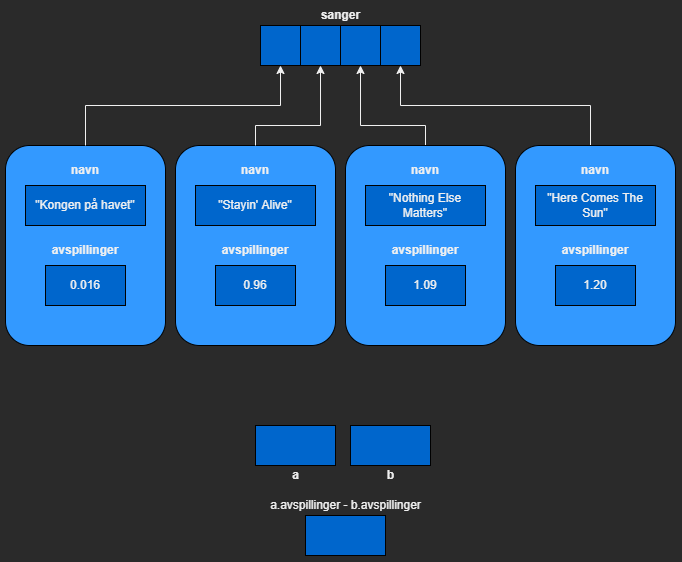 sanger
navn
"Kongen på havet"
avspillinger
0.016
navn
"Stayin' Alive"
avspillinger
0.96
navn
"Nothing Else
Matters"
avspillinger
1.09
navn
"Here Comes The
Sun"
avspillinger
1.20
a
b
a.avspillinger - b.avspillinger